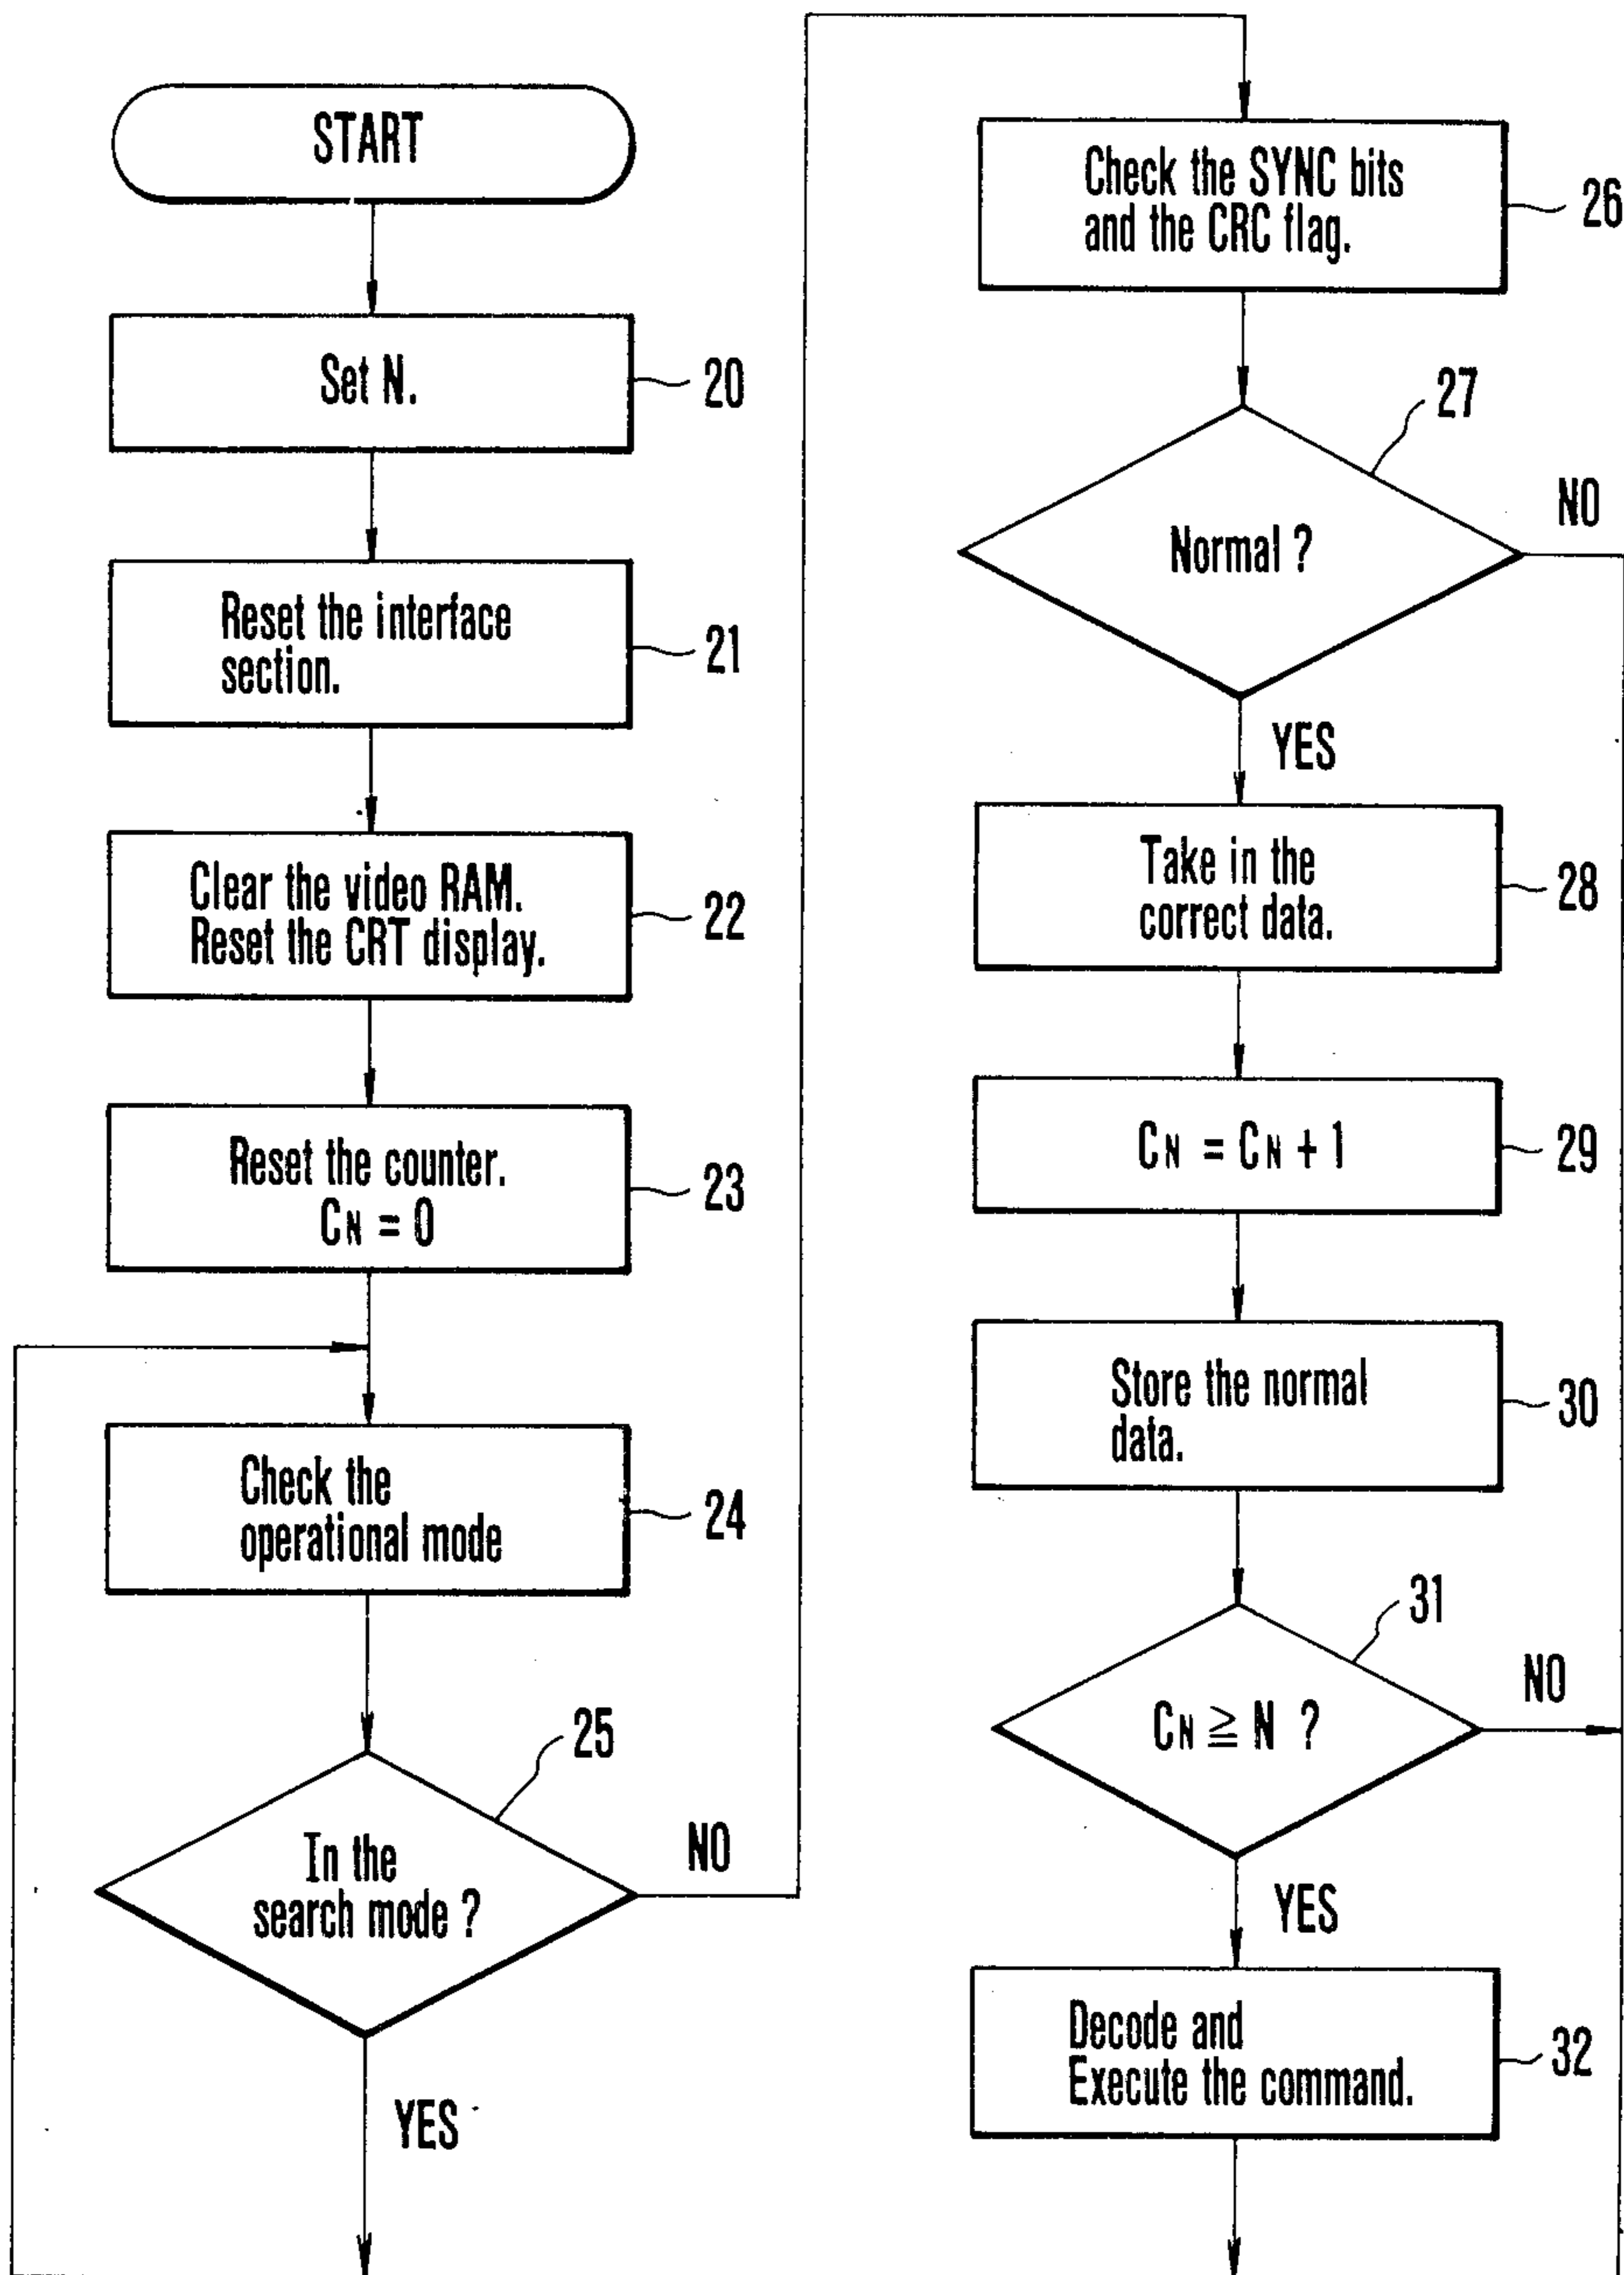 START
Set N.
20
Reset the interface
section.
21
Clear the video RAM.
Reset the CRT display.
22
Reset the counter.
CN = 0
23
Check the
operational mode
24
25
In the
search mode ?
NO
YES
Check the SYNC bits
and the CRC flag.
26
27
Normal ?
NO
YES
Take in the
correct data.
28
CN = CN + 1
29
Store the normal
data.
30
31
CN ≧ N ?
NO
YES
Decode and
Execute the command.
32